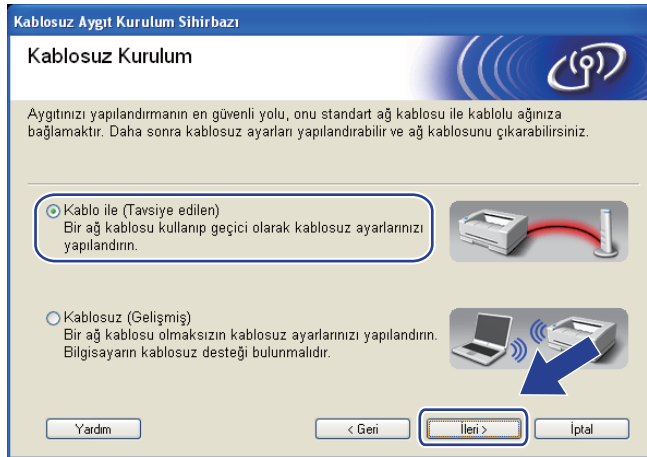 Kablosuz Aygıt Kurulum Sihirbazı
Kablosuz Kurulum
Aygıtınızı yapılandırmanın en güvenli yolu, onu standart ağ kablosu ile kablolu ağınıza
bağlamaktır. Daha sonra kablosuz ayarları yapılandırabilir ve ağ kablosunu çıkarabilirsiniz.
Kablo ile (Tavsiye edilen)
Bir ağ kablosu kullanıp geçici olarak kablosuz ayarlarınızı
yapılandırın.
Kablosuz (Gelişmiş)
Bir ağ kablosu olmaksızın kablosuz ayarlarınızı yapılandırın.
Bilgisayarın kablosuz desteği bulunmalıdır.
Yardım
< Geri
İleri >
İptal